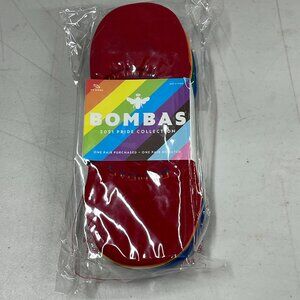 BOMBAS
2021 PRIDE COLLECTION
ONE PAIR PURCHASED = ONE PAIR DONATED